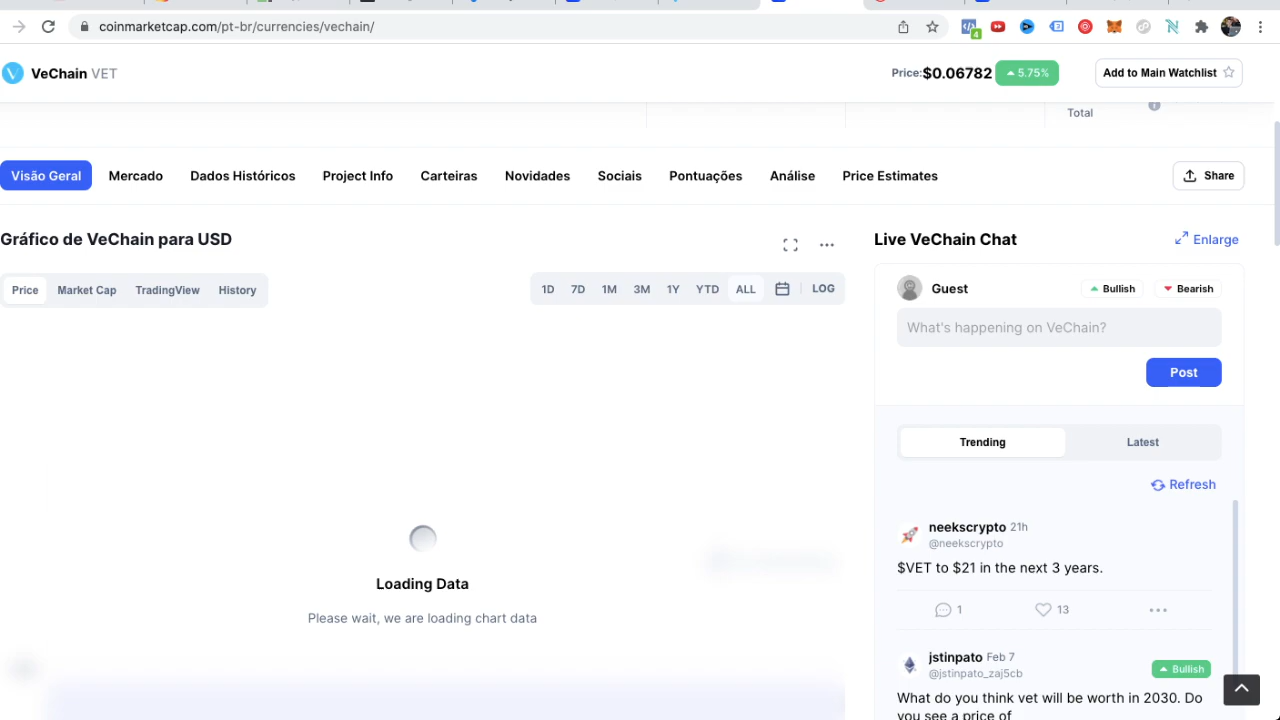 coinmarketcap.com/pt-br/currencies/vechain/
4
VeChain VET
Price:$0.06782 5.75% Add to Main Watchlist
Total
Visão Geral Mercado Dados Históricos Project Info Carteiras Novidades Sociais Pontuações Análise Price Estimates Share
Gráfico de VeChain para USD
Live VeChain Chat Enlarge
Price Market Cap TradingView History
1D 7D 1M 3M 1Y YTD ALL LOG
Guest Bullish Bearish
What's happening on VeChain?
Post
Trending Latest
Refresh
Loading Data
Please wait, we are loading chart data
neekscrypto 21h
@neekscrypto
$VET to $21 in the next 3 years.
1 13
jstinpato Feb 7
@jstinpato_zaj5cb
Bullish
What do you think vet will be worth in 2030. Do
you see a price of